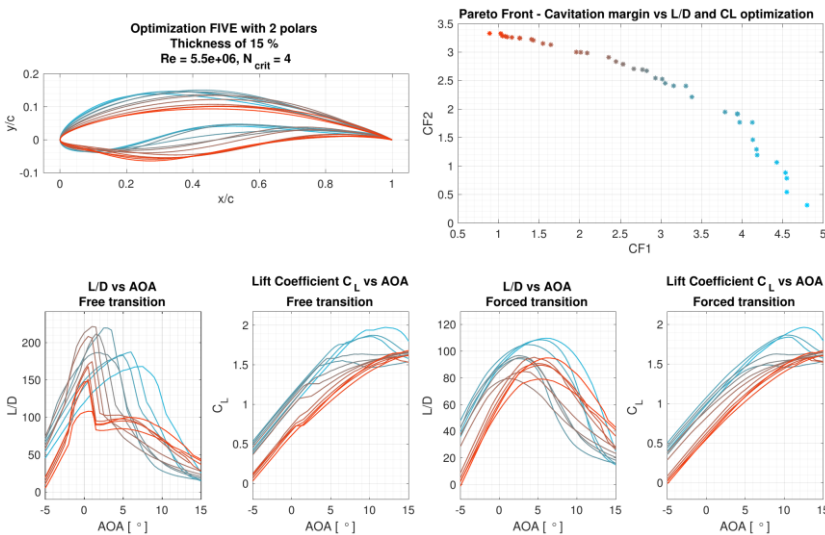 Optimization FIVE with 2 polars
Thickness of 15 %
Re = 5.5e+06, N crit = 4
0.2
0.1
0
-0.1
y/c
0
0.2
0.4
0.6
0.8
1
x/c
Pareto Front - Cavitation margin vs L/D and CL optimization
3.5
3
2.5
2
1.5
1
0.5
0
CF2
0.5
1
1.5
2
2.5
3
3.5
4
4.5
5
CF1
L/D vs AOA
Free transition
200
150
100
50
0
L/D
-5
0
5
10
15
AOA [ °]
Lift Coefficient C L vs AOA
Free transition
2
1.5
1
0.5
0
C L
-5
0
5
10
15
AOA [ °]
L/D vs AOA
Forced transition
120
100
80
60
40
20
0
L/D
-5
0
5
10
15
AOA [ °]
Lift Coefficient C L vs AOA
Forced transition
2
1.5
1
0.5
0
C L
-5
0
5
10
15
AOA [ °]